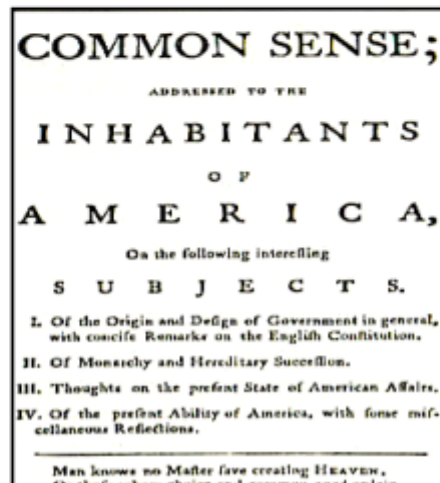 COMMON SENSE;
ADDRESSED TO THE
INHABITANTS
OF
AMERICA,
On the following interesting
SUBJECTS.
I. Of the Origin and Design of Government in general,
with concise Remarks on the English Constitution.
II. Of Monarchy and Hereditary Succession.
III. Thoughts on the present State of American Affairs.
IV. Of the present Ability of America, with some mis-
cellaneous Reflections.
Man knows no Master save creating HEAVEN,